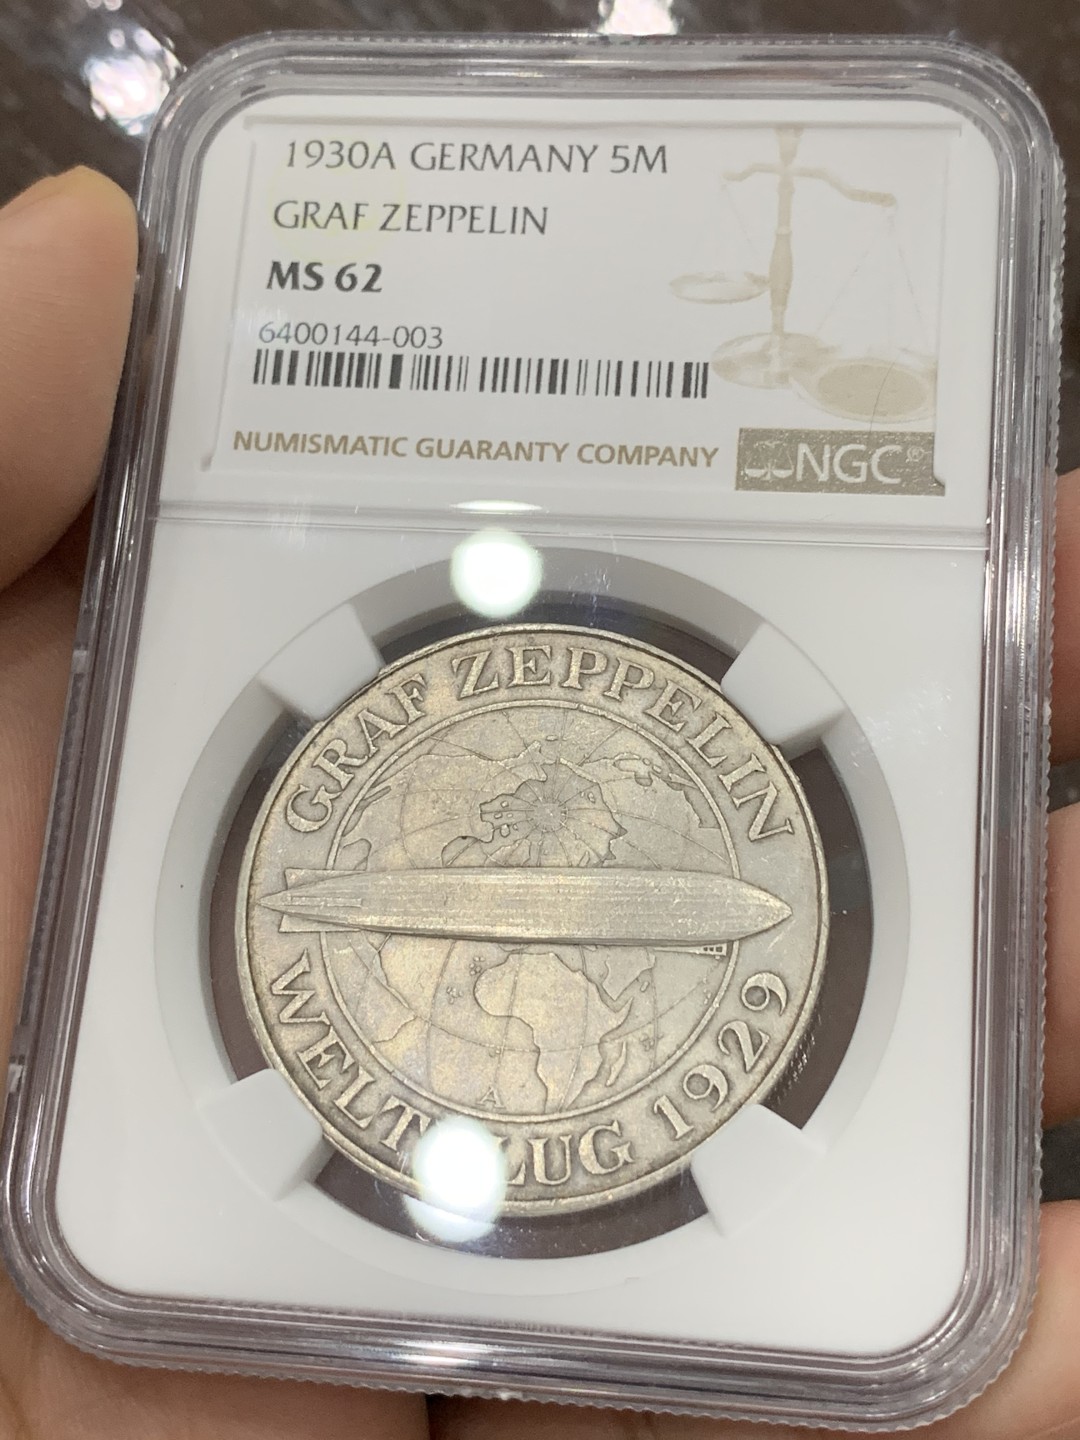 1930A GERMANY 5M
GRAF ZEPPELIN
MS 62
6400144-003
NUMISMATIC GUARANTY COMPANY
NGC®
GRAF ZEPPELIN
A
1929